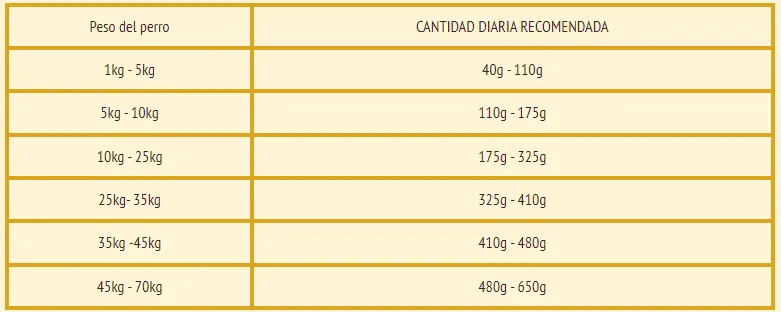 Peso del perro CANTIDAD DIARIA RECOMENDADA
1kg - 5kg 40g - 110g
5kg - 10kg 110g - 175g
10kg - 25kg 175g - 325g
25kg- 35kg 325g - 410g
35kg -45kg 410g - 480g
45kg - 70kg 480g - 650g